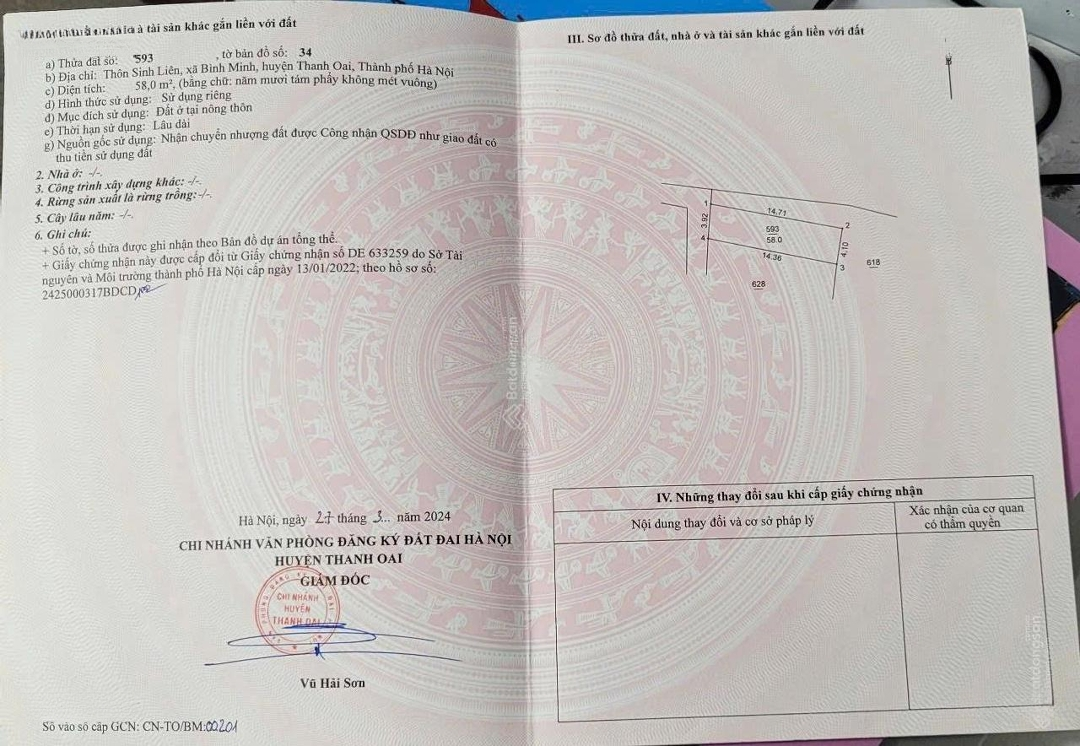 à tài sản khác gắn liền với đất
a) Thửa đất số: 593 , tờ bản đồ số: 34
b) Địa chỉ: Thôn Sinh Liên, xã Bình Minh, huyện Thanh Oai, Thành phố Hà Nội
c) Diện tích: 58,0 m², (bằng chữ: năm mươi tám phẩy không mét vuông)
d) Hình thức sử dụng: Sử dụng riêng
đ) Mục đích sử dụng: Đất ở tại nông thôn
e) Thời hạn sử dụng: Lâu dài
g) Nguồn gốc sử dụng: Nhận chuyển nhượng đất được Công nhận QSDĐ như giao đất có
thu tiền sử dụng đất
2. Nhà ở: -/-.
3. Công trình xây dựng khác: -/-.
4. Rừng sản xuất là rừng trồng:-/-.
5. Cây lâu năm: -/-.
6. Ghi chú:
+ Số tờ, số thửa được ghi nhận theo Bản đồ dự án tổng thể.
+ Giấy chứng nhận này được cấp đổi từ Giấy chứng nhận số DE 633259 do Sở Tài
nguyên và Môi trường thành phố Hà Nội cấp ngày 13/01/2022; theo hồ sơ số:
2425000317BDCD
Hà Nội, ngày 27 tháng 3... năm 2024
CHI NHÁNH VĂN PHÒNG ĐĂNG KÝ ĐẤT ĐAI HÀ NỘI
HUYỆN THANH OAI
GIÁM ĐỐC
CHI NHÁNH
HUYỆN
THANH OAI
Vũ Hải Sơn
Số vào sổ cấp GCN: CN-TO/BM:00201
III. Sơ đồ thửa đất, nhà ở và tài sản khác gắn liền với đất
B
1
14.71
2
3.92
593
58.0
4.10
4
14.36
3
618
628
IV. Những thay đổi sau khi cấp giấy chứng nhận
Nội dung thay đổi và cơ sở pháp lý
Xác nhận của cơ quan
có thẩm quyền
Batdongsan
Batdongsan